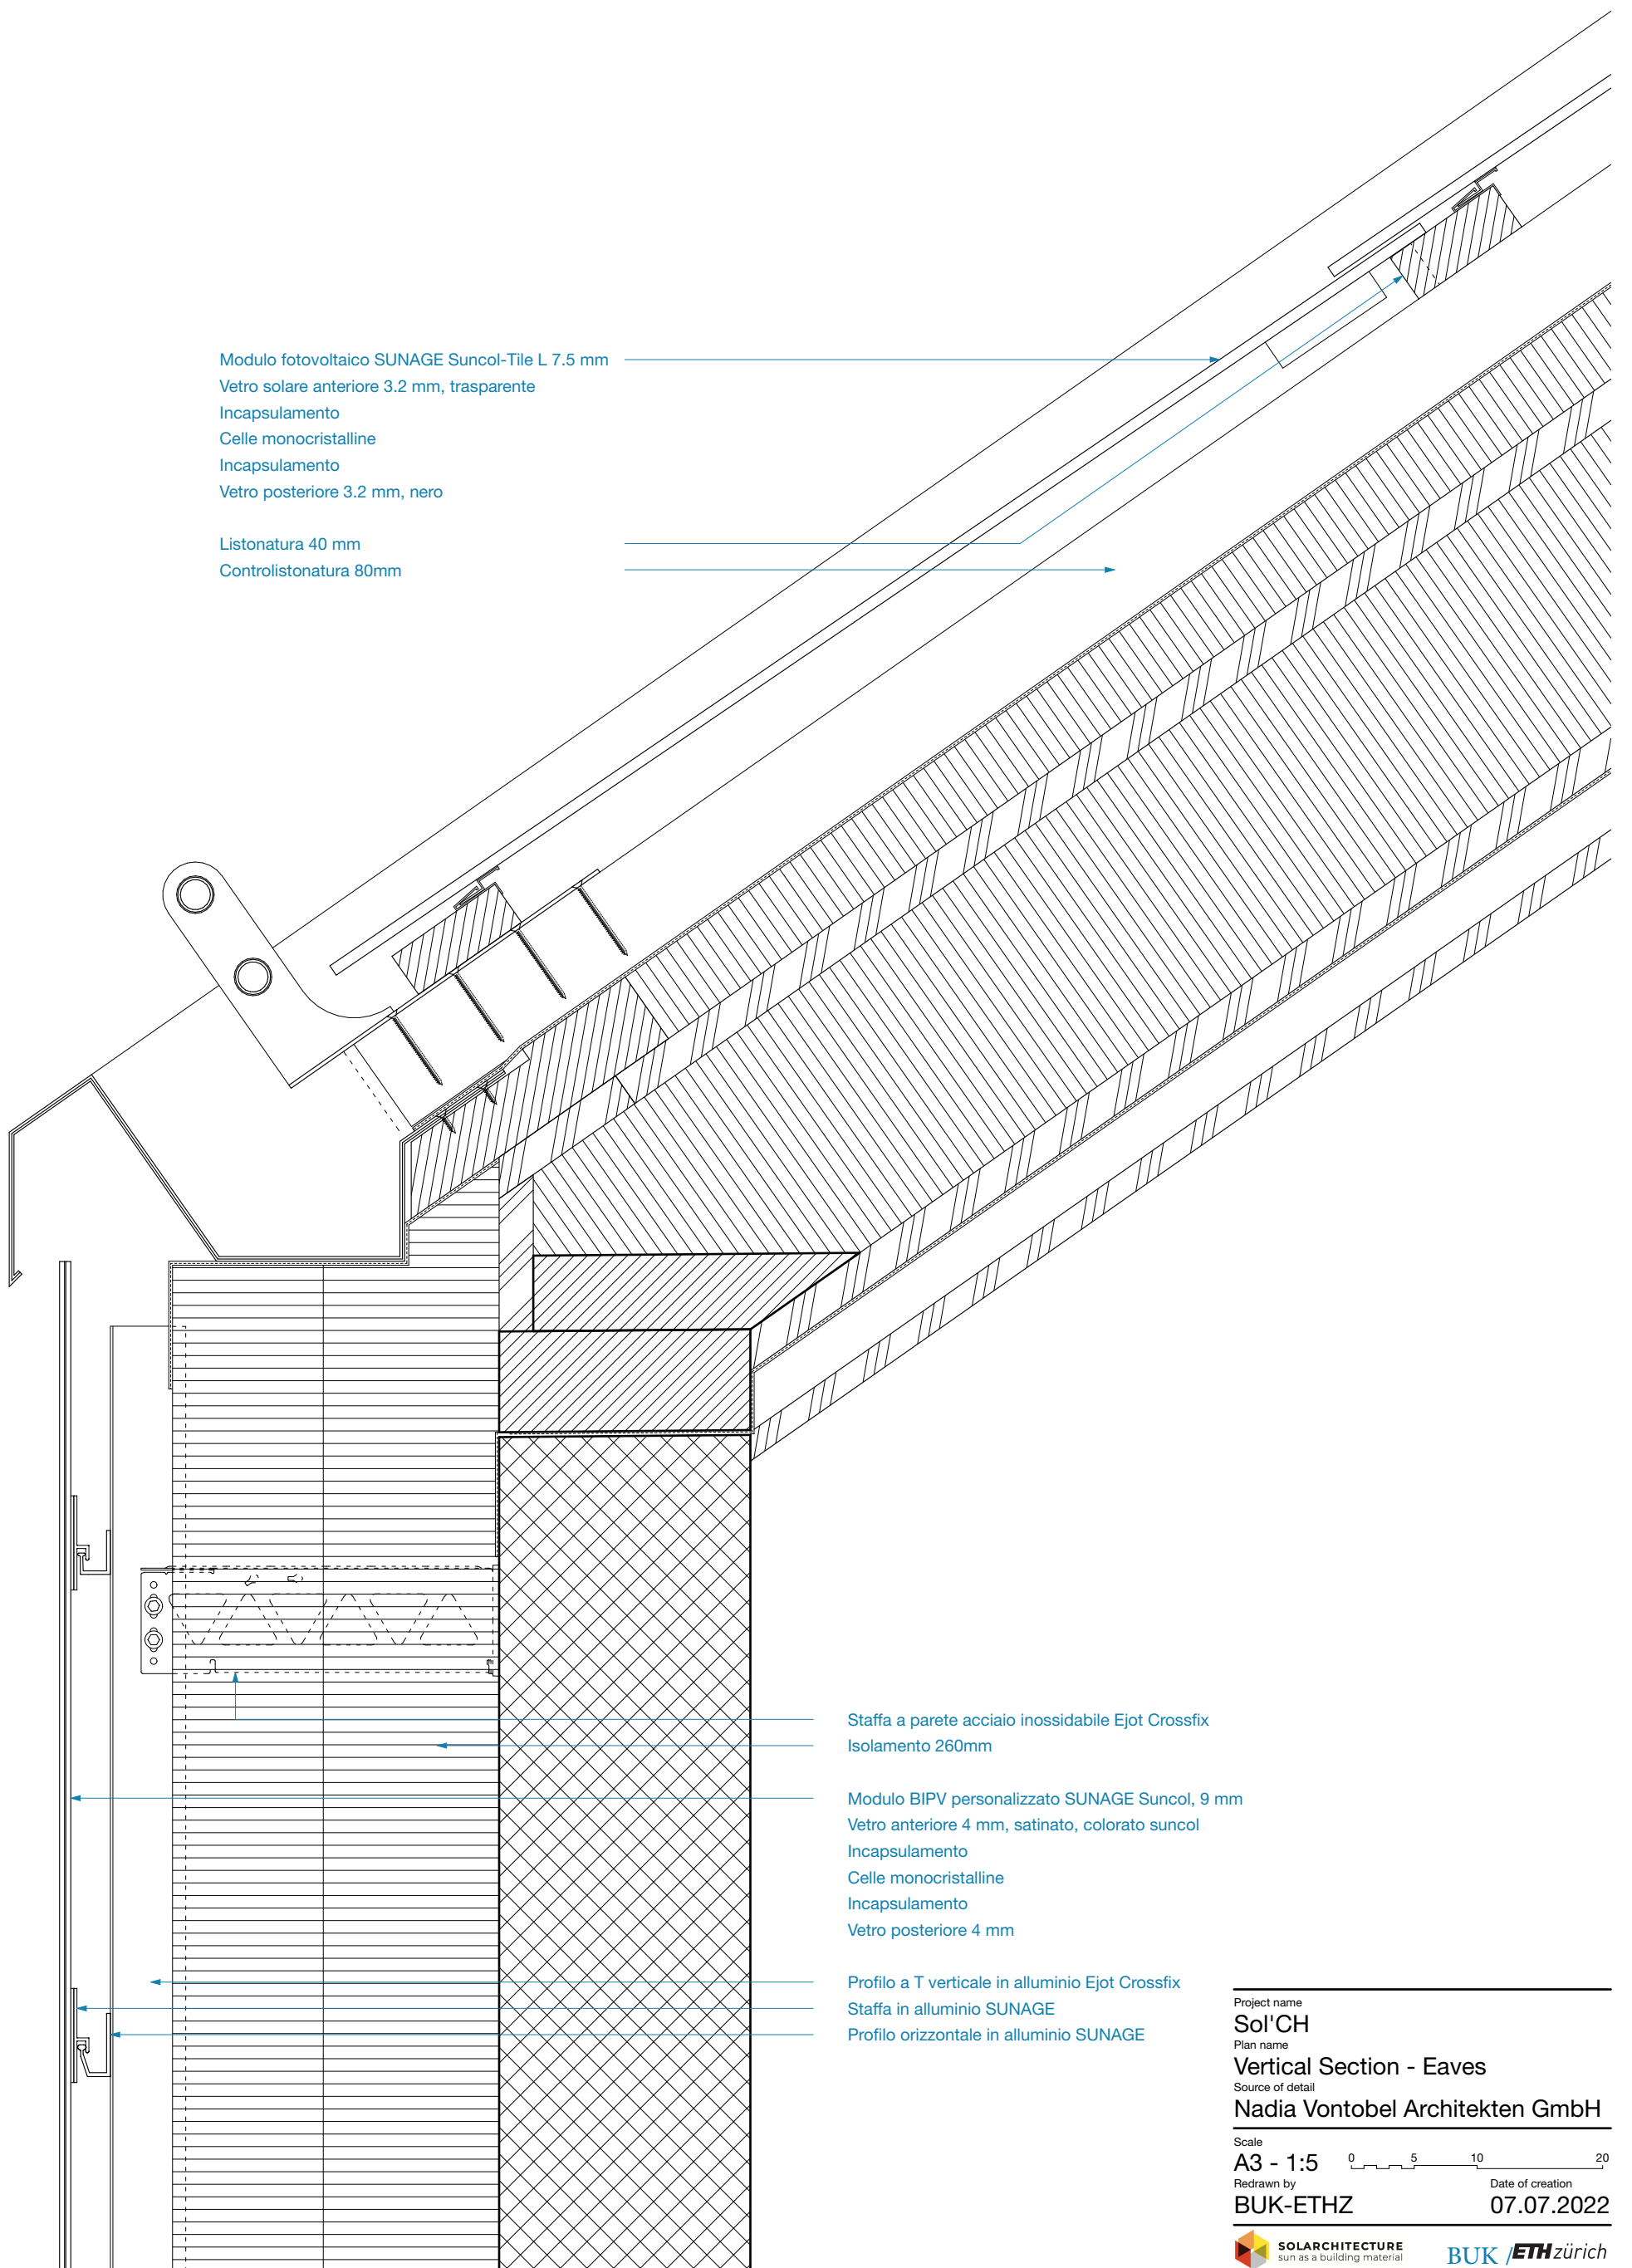 Modulo fotovoltaico SUNAGE Suncol-Tile L 7.5 mm
Vetro solare anteriore 3.2 mm, trasparente
Incapsulamento
Celle monocristalline
Incapsulamento
Vetro posteriore 3.2 mm, nero
Listonatura 40 mm
Controlistonatura 80mm
Staffa a parete acciaio inossidabile Ejot Crossfix
Isolamento 260mm
Modulo BIPV personalizzato SUNAGE Suncol, 9 mm
Vetro anteriore 4 mm, satinato, colorato suncol
Incapsulamento
Celle monocristalline
Incapsulamento
Vetro posteriore 4 mm
Profilo a T verticale in alluminio Ejot Crossfix
Staffa in alluminio SUNAGE
Profilo orizzontale in alluminio SUNAGE
Project name
Sol'CH
Plan name
Vertical Section - Eaves
Source of detail
Nadia Vontobel Architekten GmbH
Scale
A3 - 1:5 0 5 10 20
Redrawn by Date of creation
BUK-ETHZ 07.07.2022
SOLARCHITECTURE
sun as a building material
BUK / ETH zürich